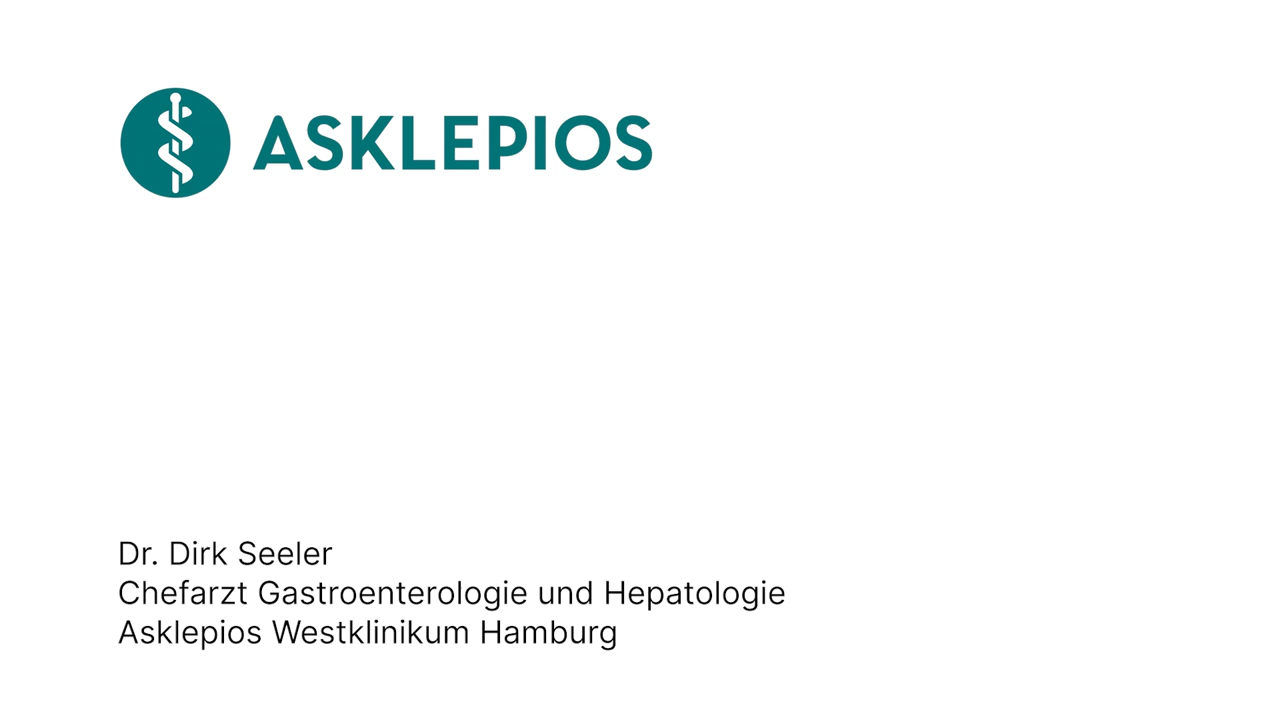 ASKLEPIOS
Dr. Dirk Seeler
Chefarzt Gastroenterologie und Hepatologie
Asklepios Westklinikum Hamburg